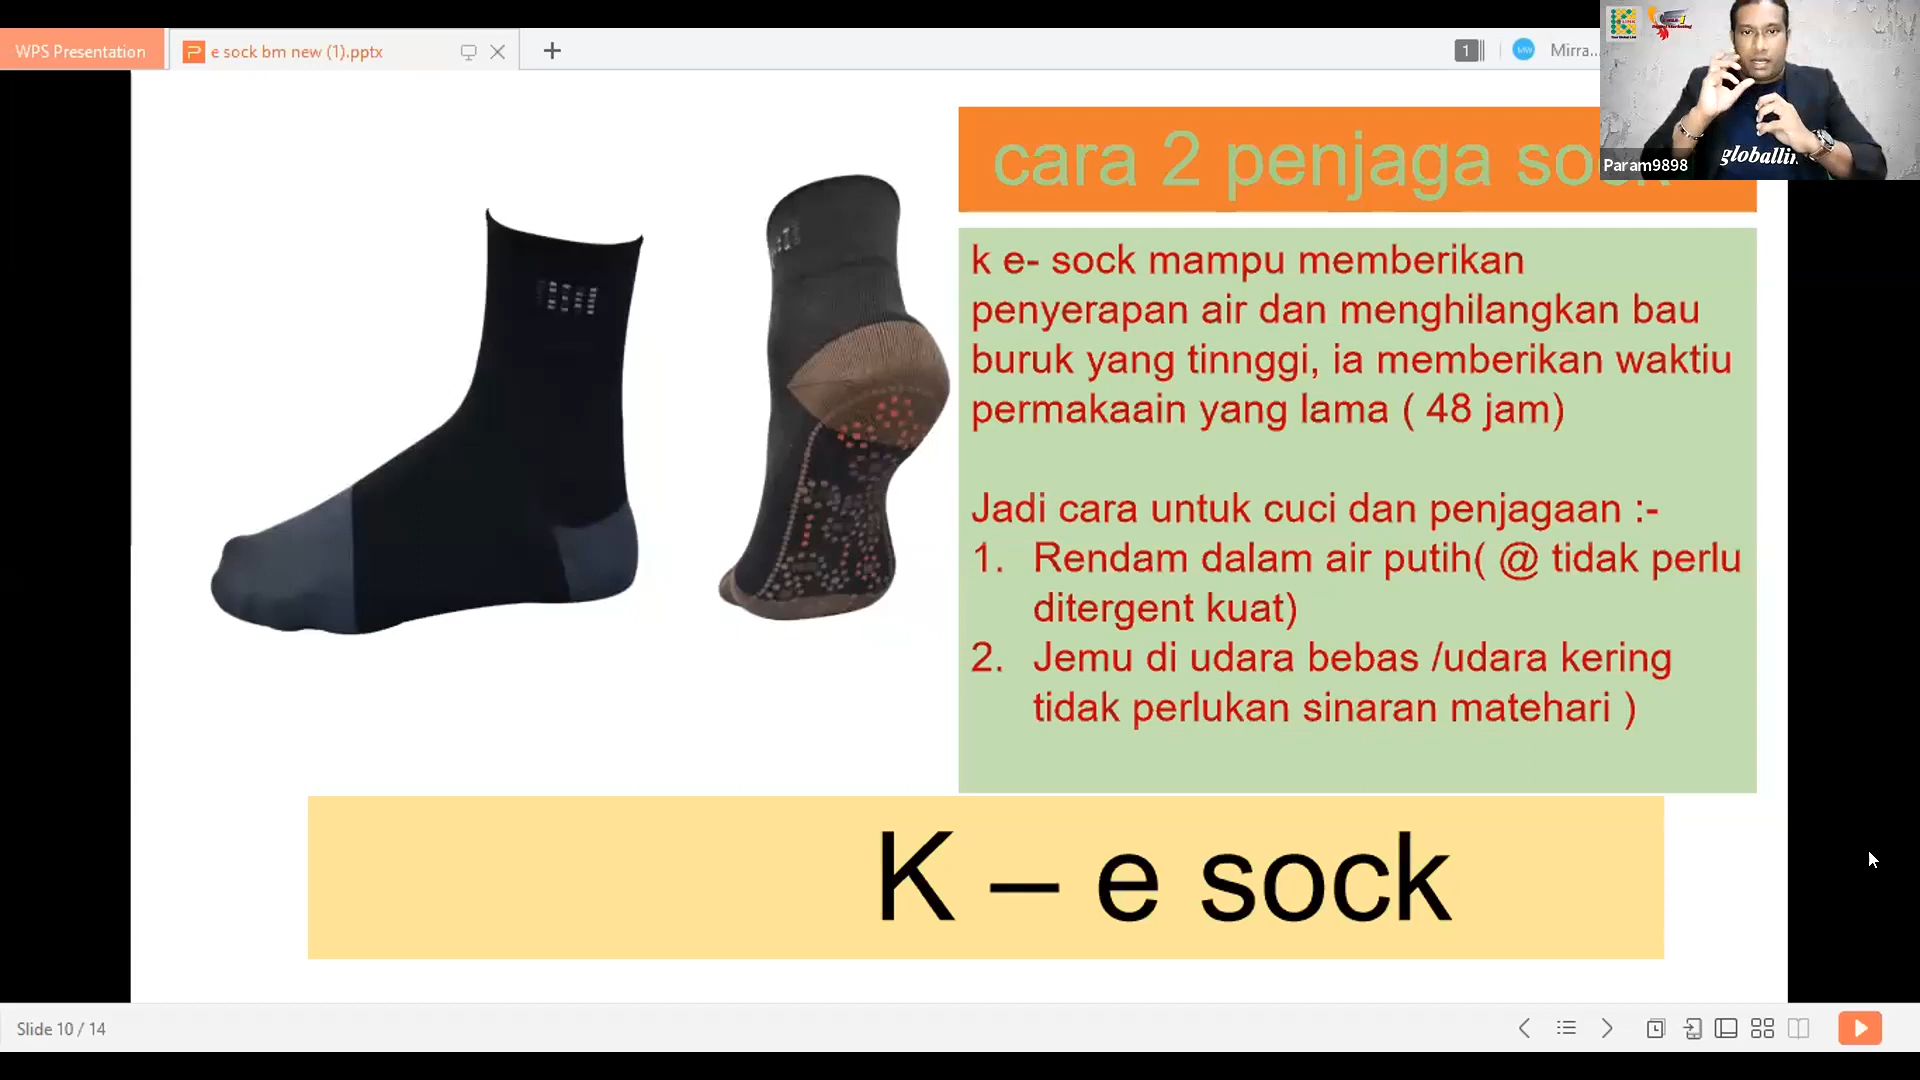 WPS Presentation
e sock bm new (1).pptx
1
MW
Mirra...
Param9898
globallin
cara 2 penjaga sock
k e- sock mampu memberikan
penyerapan air dan menghilangkan bau
buruk yang tinnggi, ia memberikan waktiu
permakaain yang lama ( 48 jam)
Jadi cara untuk cuci dan penjagaan :-
1. Rendam dalam air putih( @ tidak perlu
ditergent kuat)
2. Jemu di udara bebas /udara kering
tidak perlukan sinaran matehari )
K – e sock
Slide 10 / 14